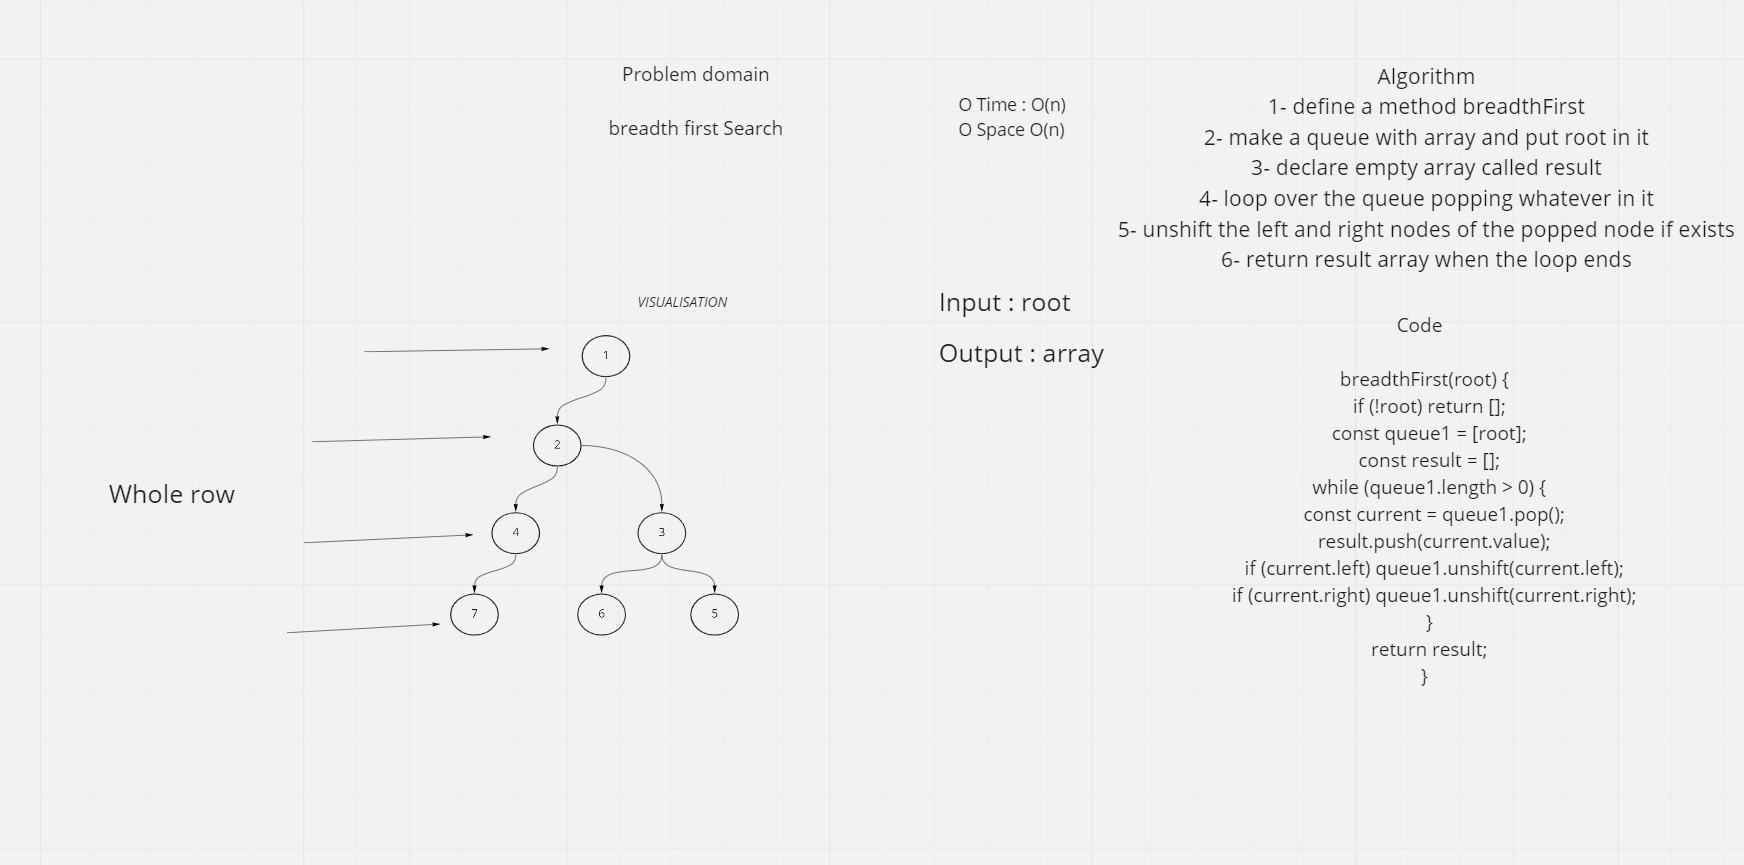 Problem domain
breadth first Search
O Time : O(n)
O Space O(n)
Algorithm
1- define a method breadthFirst
2- make a queue with array and put root in it
3- declare empty array called result
4- loop over the queue popping whatever in it
5- unshift the left and right nodes of the popped node if exists
6- return result array when the loop ends
VISUALISATION
1
2
4
3
7
6
5
Whole row
Input : root
Output : array
Code
breadthFirst(root) {
if (!root) return [];
const queue1 = [root];
const result = [];
while (queue1.length > 0) {
const current = queue1.pop();
result.push(current.value);
if (current.left) queue1.unshift(current.left);
if (current.right) queue1.unshift(current.right);
}
return result;
}